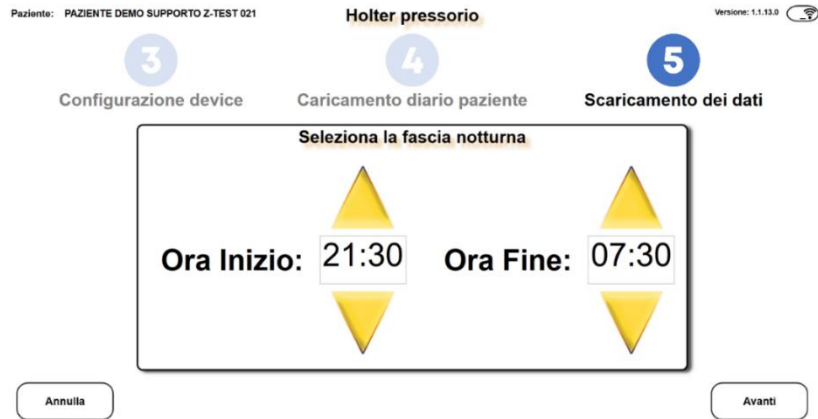 Paziente: PAZIENTE DEMO SUPPORTO Z-TEST 021 Holter pressorio Versione: 1.1.13.0
3 4 5
Configurazione device Caricamento diario paziente Scaricamento dei dati
Seleziona la fascia notturna
Ora Inizio: 21:30 Ora Fine: 07:30
Annulla Avanti